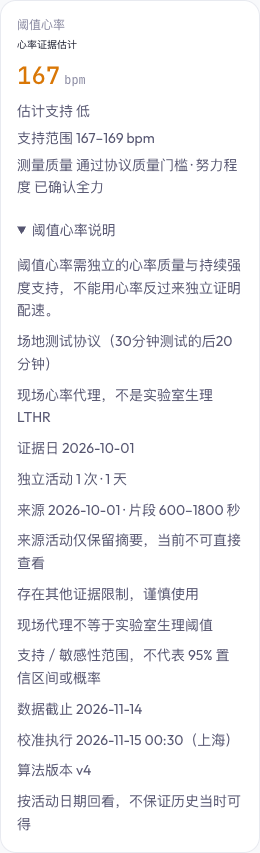 阈值心率
心率证据估计
167 bpm
估计支持 低
支持范围 167–169 bpm
测量质量 通过协议质量门槛·努力程
度 已确认全力
▼ 阈值心率说明
阈值心率需独立的心率质量与持续强
度支持，不能用心率反过来独立证明
配速。
场地测试协议（30分钟测试的后20
分钟）
现场心率代理，不是实验室生理
LTHR
证据日 2026-10-01
独立活动 1 次·1 天
来源 2026-10-01·片段 600–1800 秒
来源活动仅保留摘要，当前不可直接
查看
存在其他证据限制，谨慎使用
现场代理不等于实验室生理阈值
支持 / 敏感性范围，不代表 95% 置
信区间或概率
数据截止 2026-11-14
校准执行 2026-11-15 00:30（上海）
算法版本 v4
按活动日期回看，不保证历史当时可
得